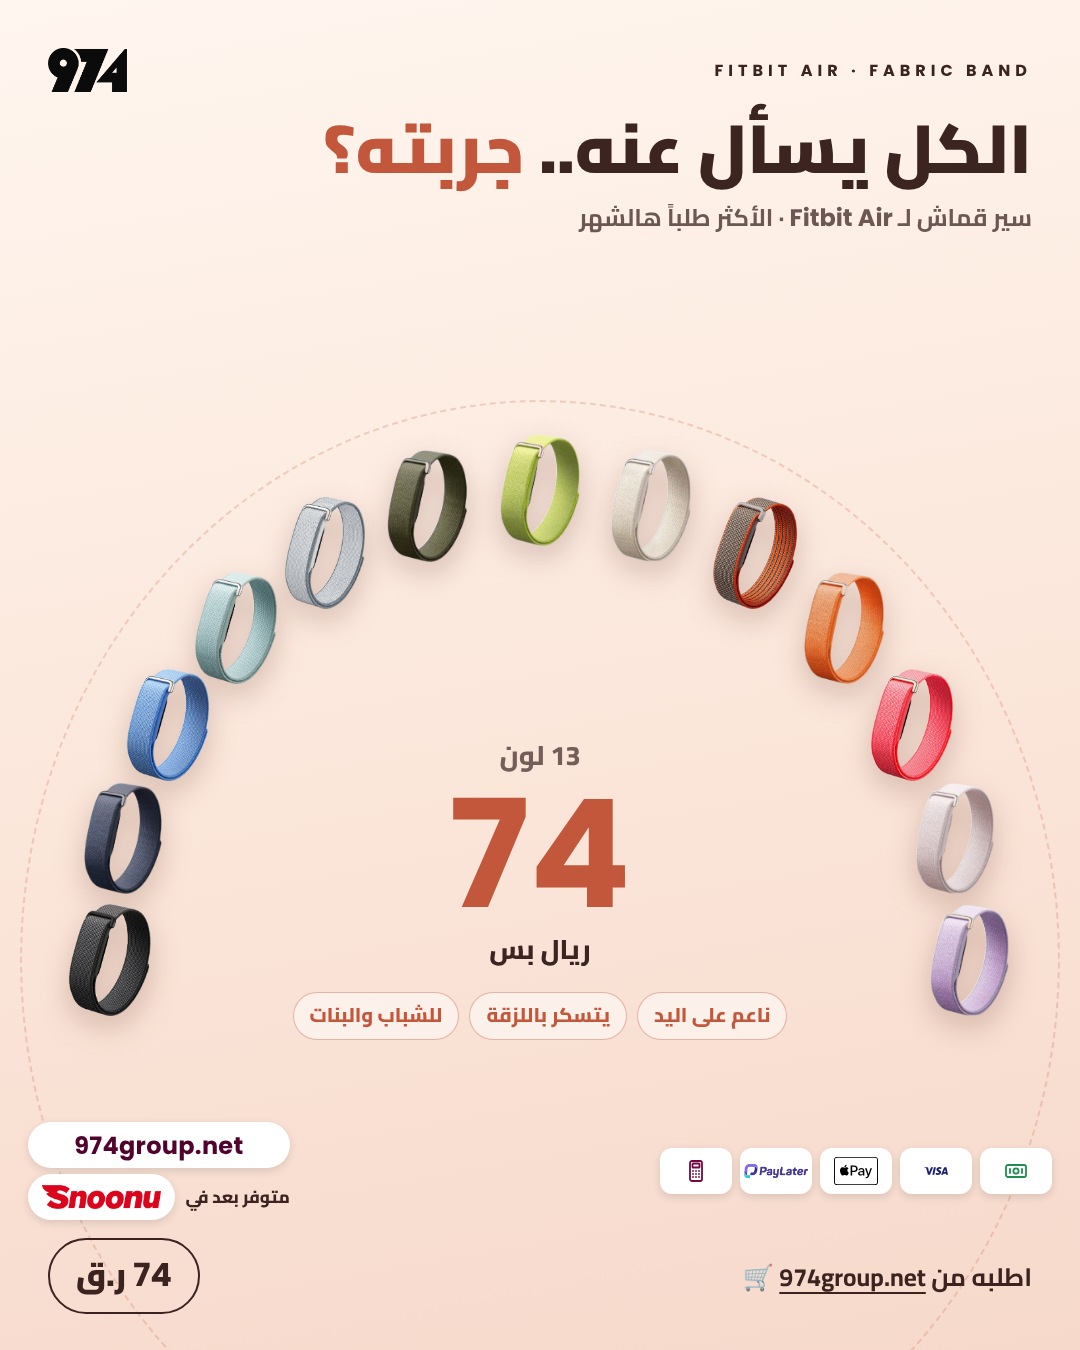 974
FITBIT AIR · FABRIC BAND
الكل يسأل عنه.. جربته؟
سير قماش لـ Fitbit Air · الأكثر طلباً هالشهر
13 لون
74
ريال بس
ناعم على اليد
يتسكر باللزقة
للشباب والبنات
974group.net
متوفر بعد في Snoonu
PayLater
Pay
VISA
74 ر.ق
اطلبه من 974group.net 🛒